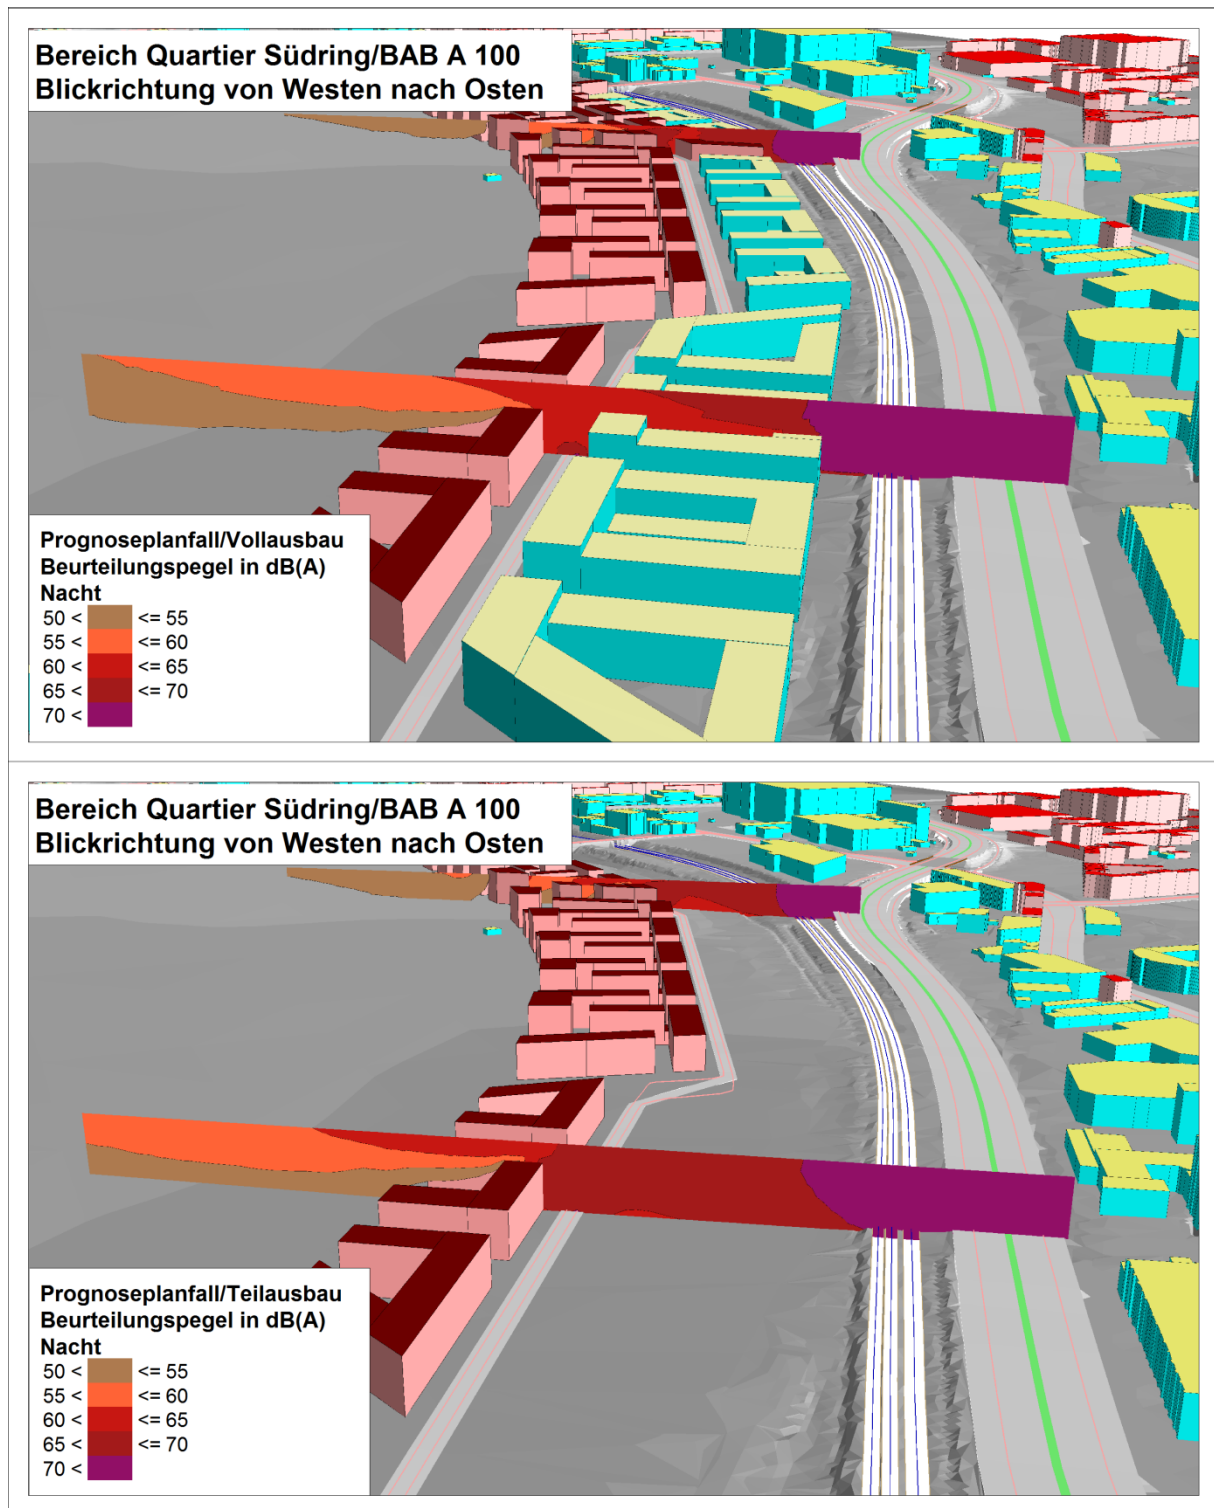 Bereich Quartier Südring/BAB A 100
Blickrichtung von Westen nach Osten
Prognoseplanfall/Vollausbau
Beurteilungspegel in dB(A)
Nacht
50 < <= 55
55 < <= 60
60 < <= 65
65 < <= 70
70 <
Bereich Quartier Südring/BAB A 100
Blickrichtung von Westen nach Osten
Prognoseplanfall/Teilausbau
Beurteilungspegel in dB(A)
Nacht
50 < <= 55
55 < <= 60
60 < <= 65
65 < <= 70
70 <